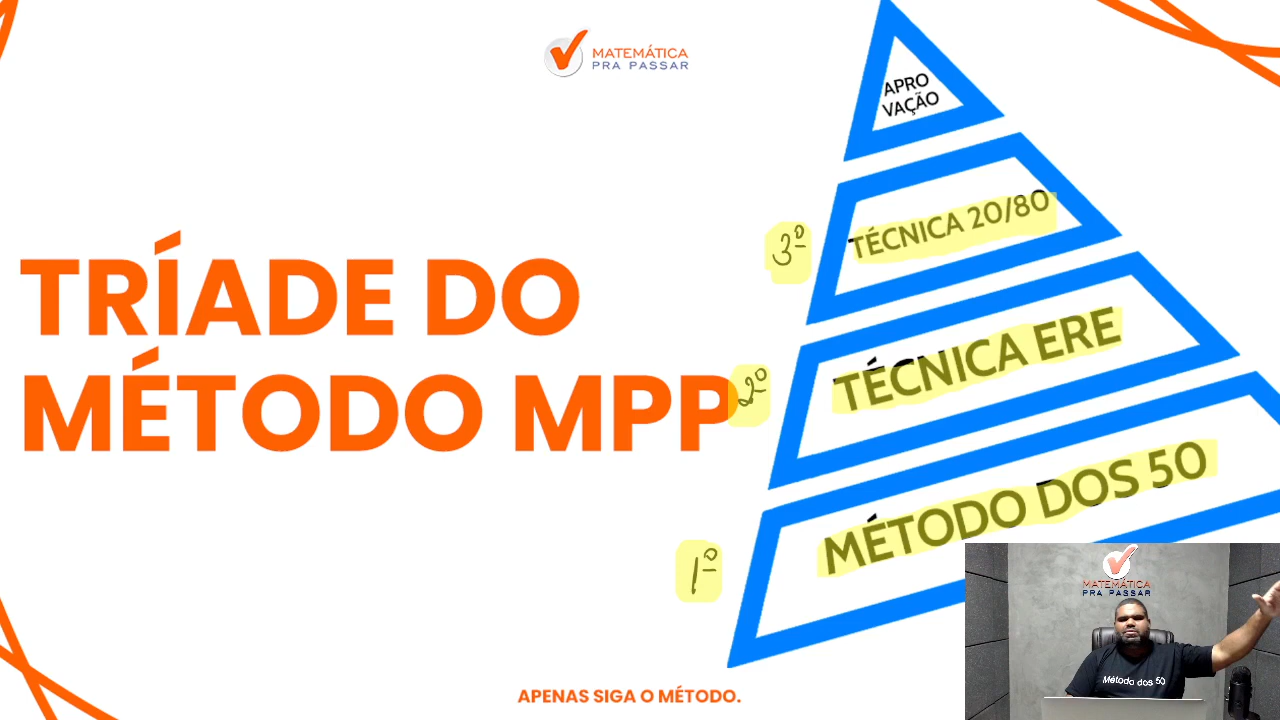 MATEMÁTICA
PRA PASSAR
APRO
VAÇÃO
3º
TÉCNICA 20/80
TRÍADE DO
MÉTODO MPP
2º
TÉCNICA ERE
1º
MÉTODO DOS 50
MATEMÁTICA
PRA PASSAR
Método dos 50
APENAS SIGA O MÉTODO.